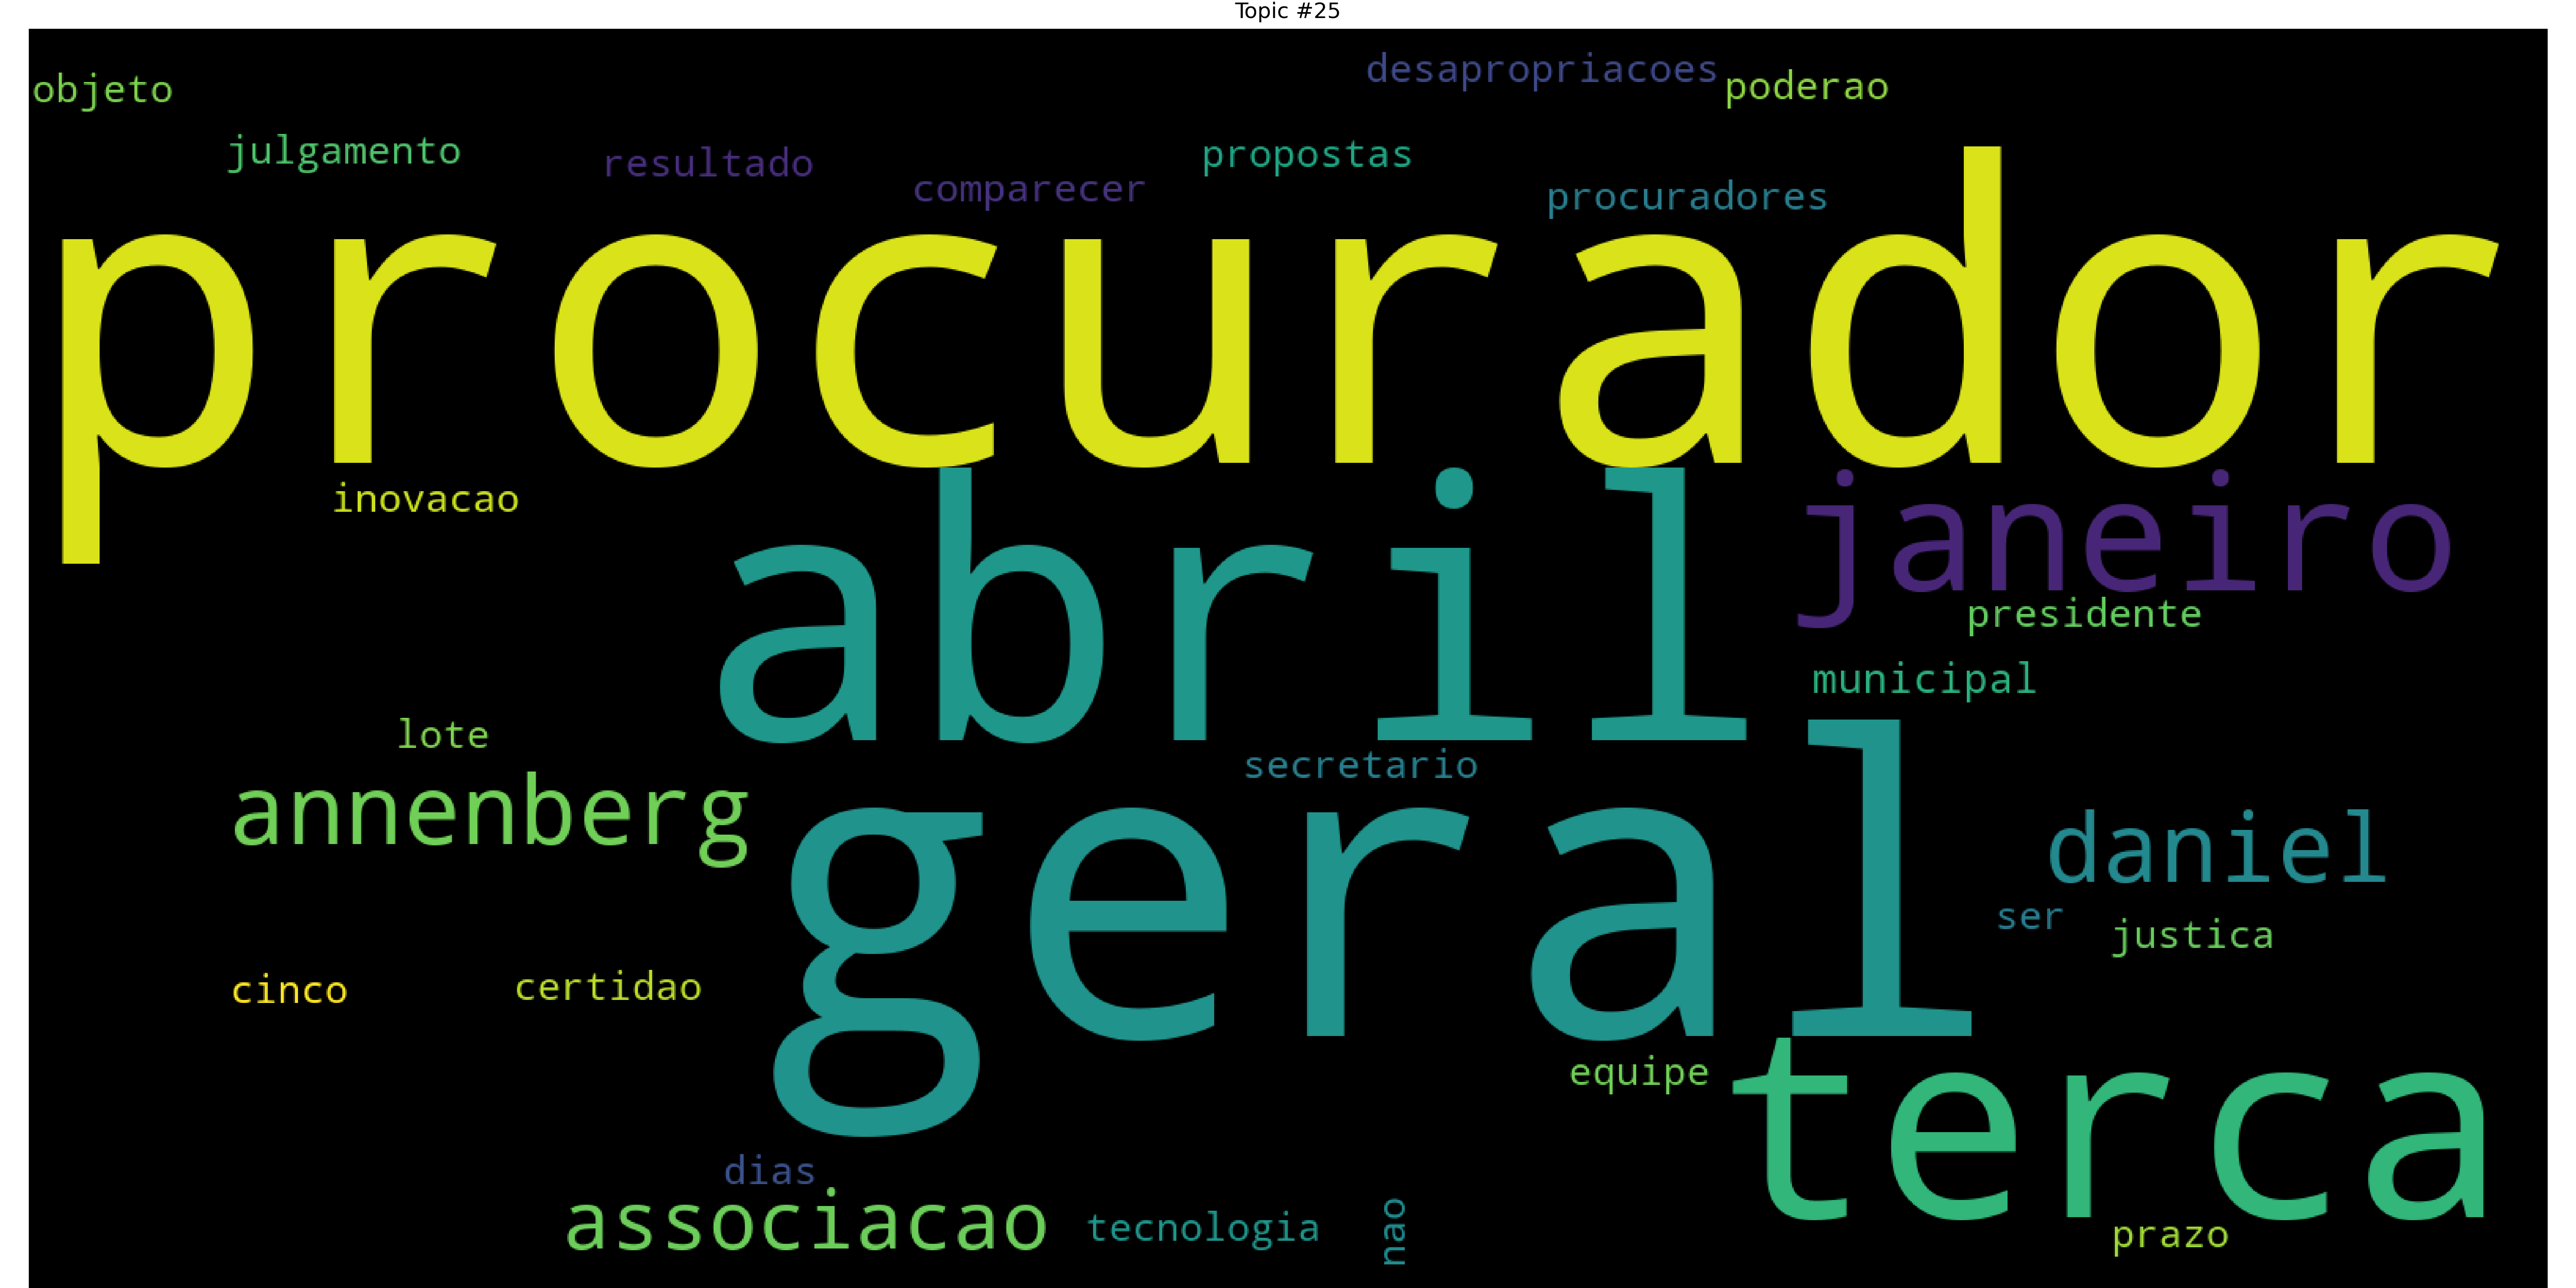 Topic #25
desapropriacoes
objeto
poderao
julgamento
resultado
propostas
comparecer
procuradores
procurador
inovacao
abril
janeiro
presidente
municipal
lote
secretario
annenberg
geral
daniel
ser
justica
cinco
certidao
equipe
terca
dias
associacao
tecnologia
nao
prazo